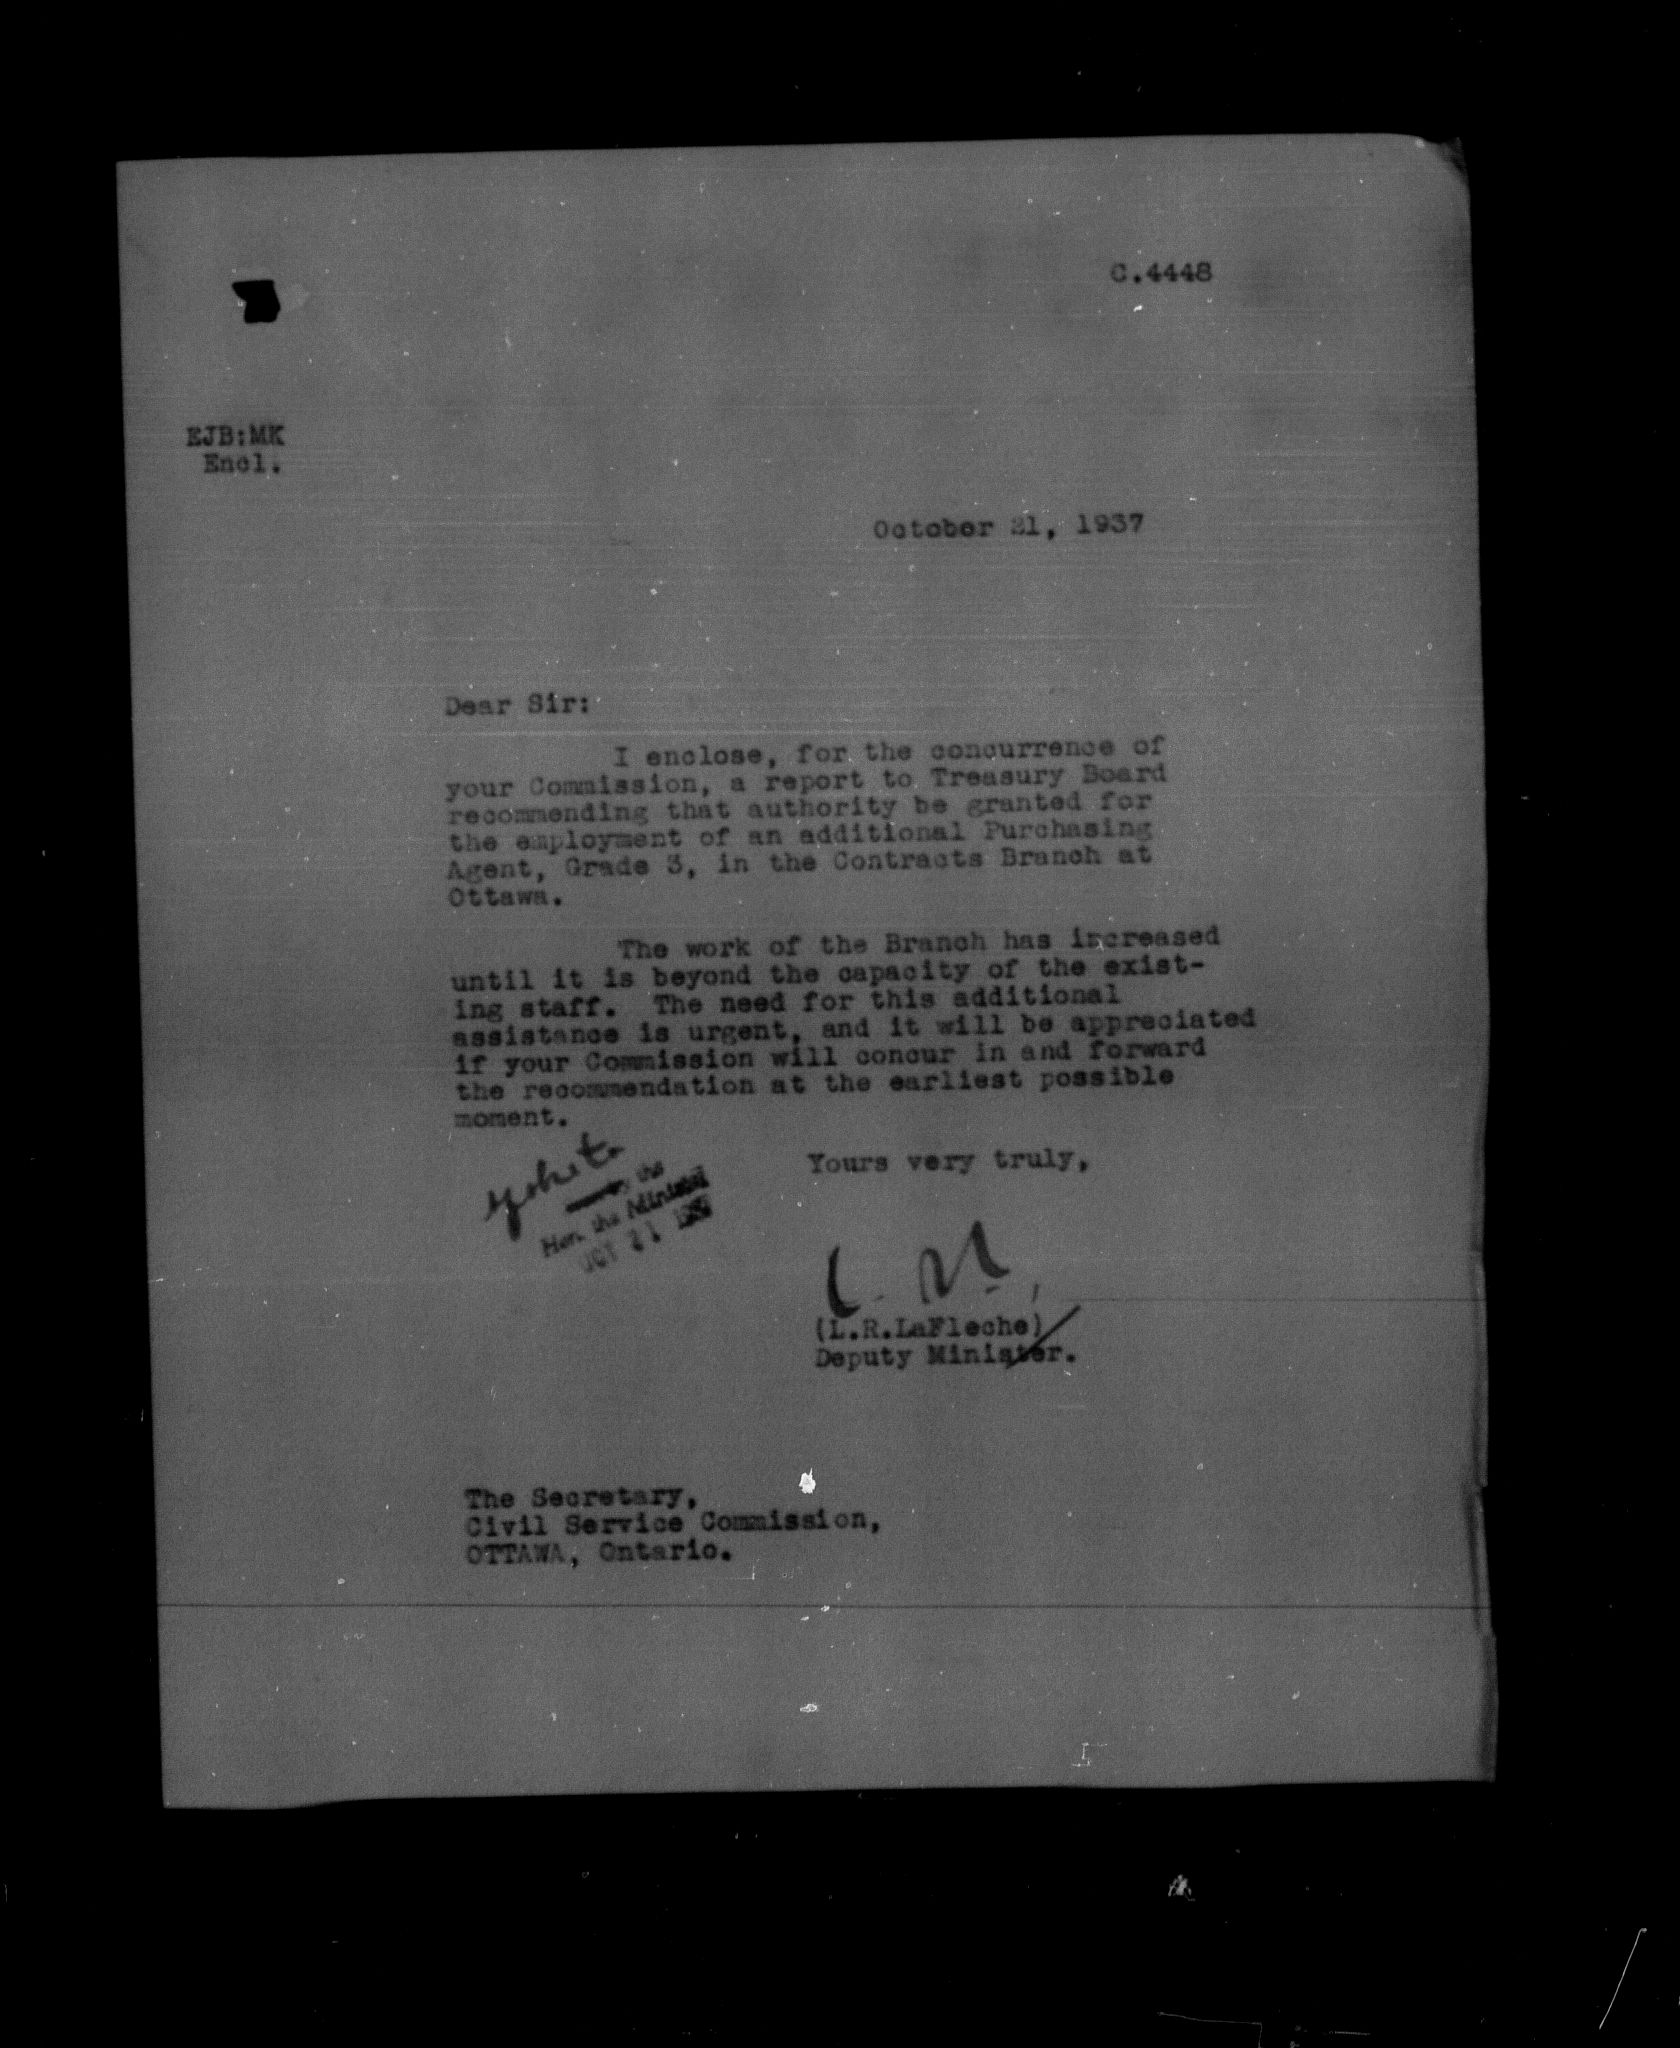 C.4448
EJB:MK
Encl.
October 21, 1937
Dear Sir:
I enclose, for the concurrence of
your Commission, a report to Treasury Board
recommending that authority be granted for
the employment of an additional Purchasing
Agent, Grade 3, in the Contracts Branch at
Ottawa.
The work of the Branch has increased
until it is beyond the capacity of the exist-
ing staff. The need for this additional
assistance is urgent, and it will be appreciated
if your Commission will concur in and forward
the recommendation at the earliest possible
moment.
Yours very truly,
the
Hon. the Minister
OCT 21
(L.R.LaFleche)
Deputy Minister.
The Secretary,
Civil Service Commission,
OTTAWA, Ontario.